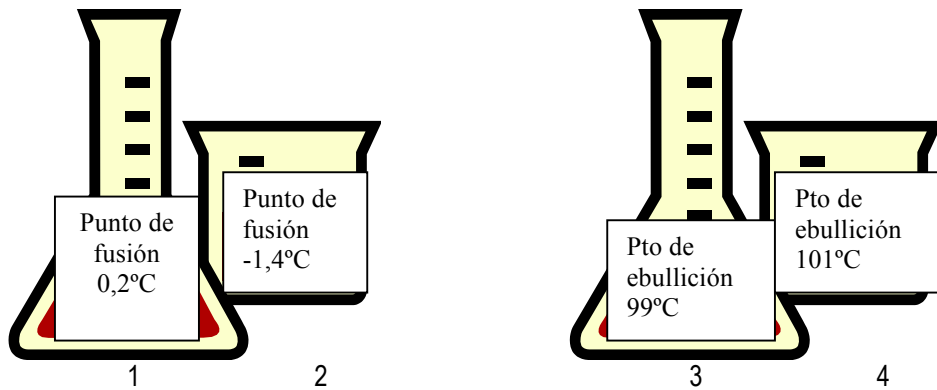 Punto de
fusión
0,2ºC
Punto de
fusión
-1,4ºC
Pto de
ebullición
99ºC
Pto de
ebullición
101ºC
1
2
3
4